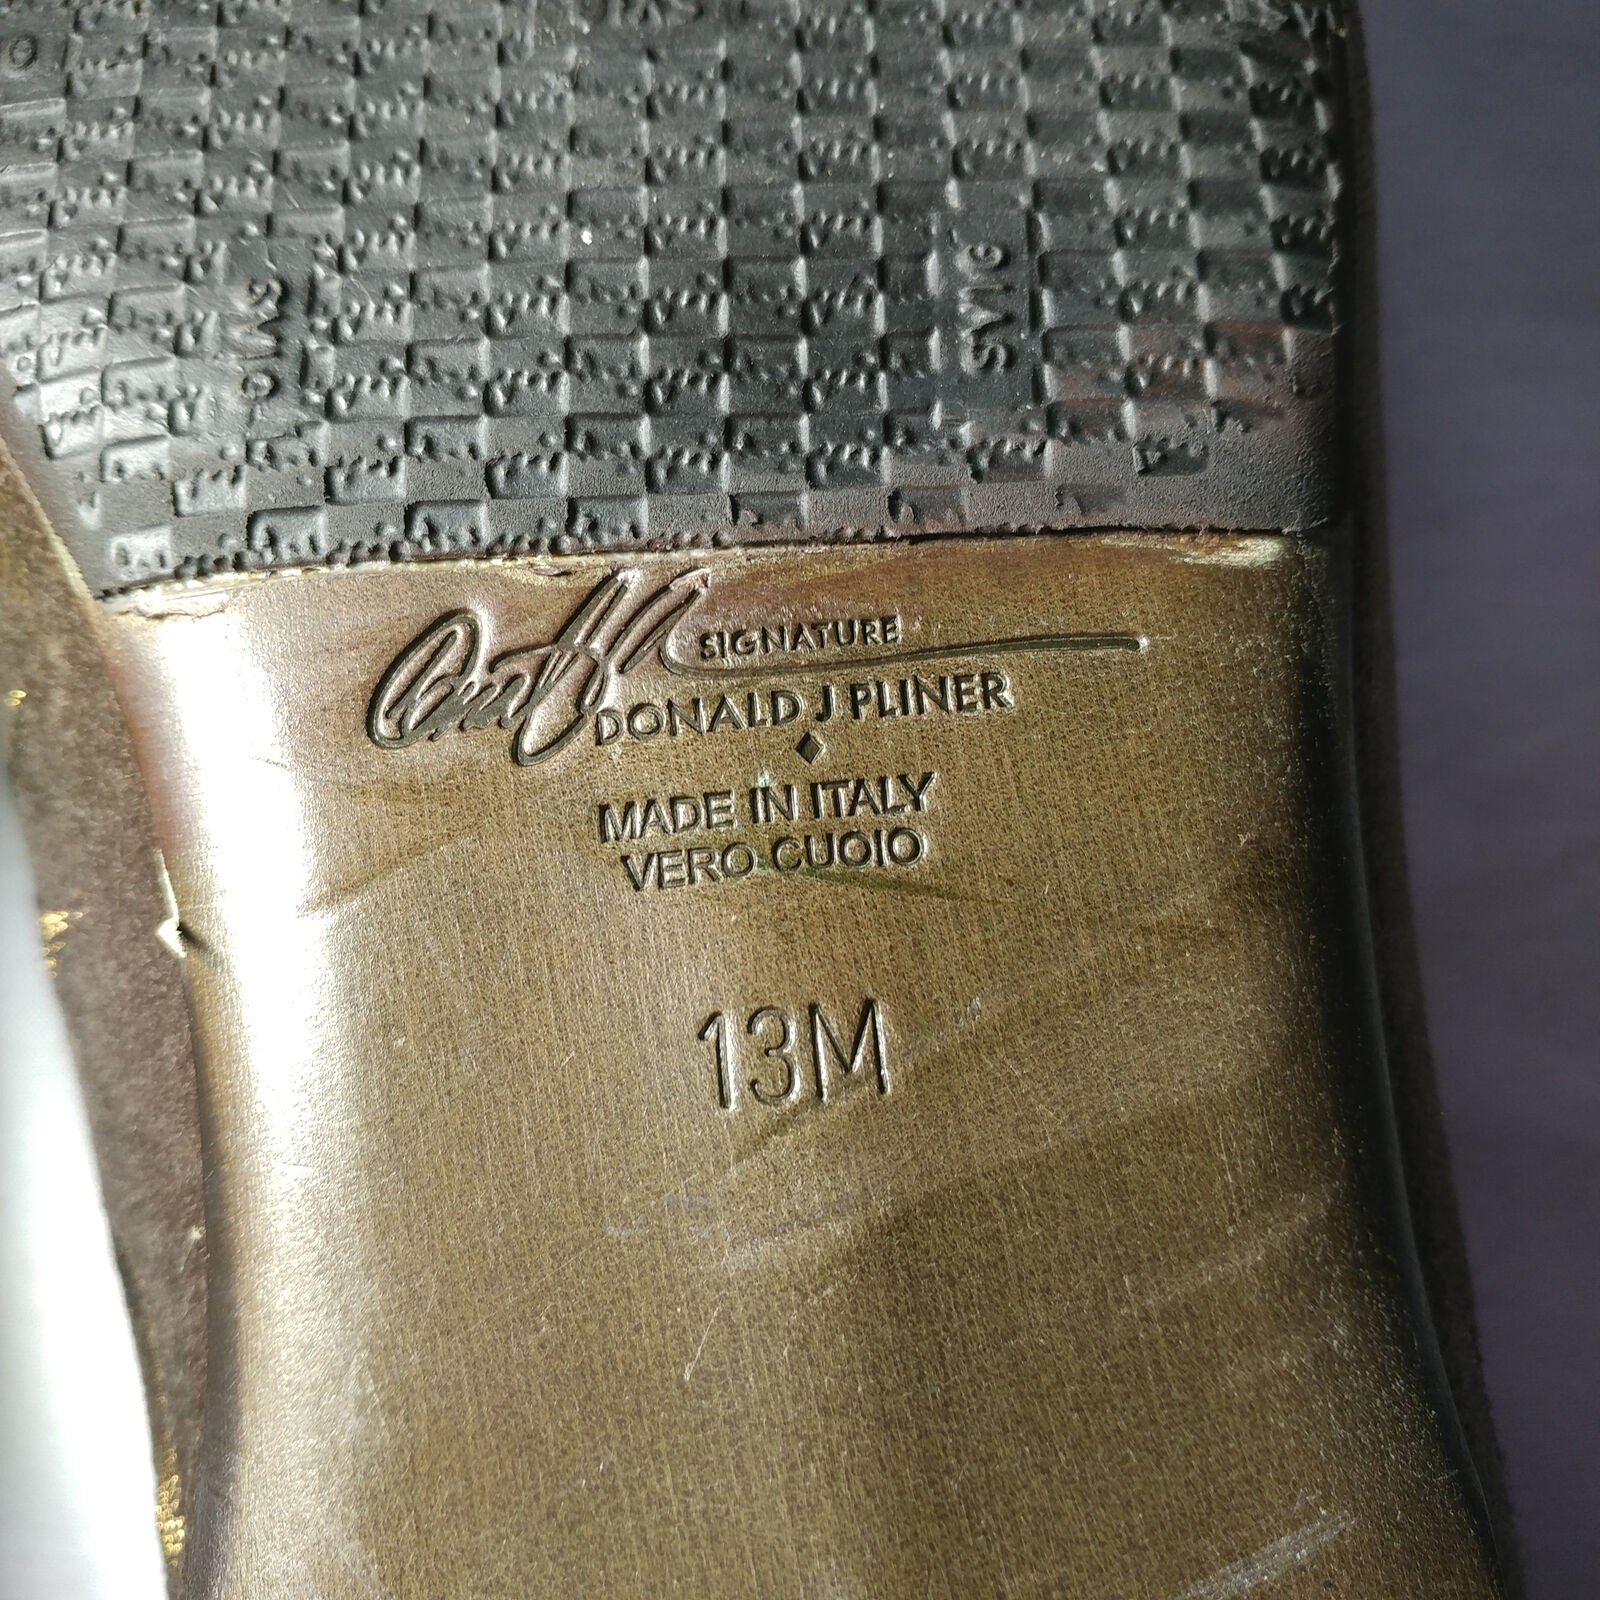 SIGNATURE
DONALD J PLINER
MADE IN ITALY
VERO CUOIO
13M